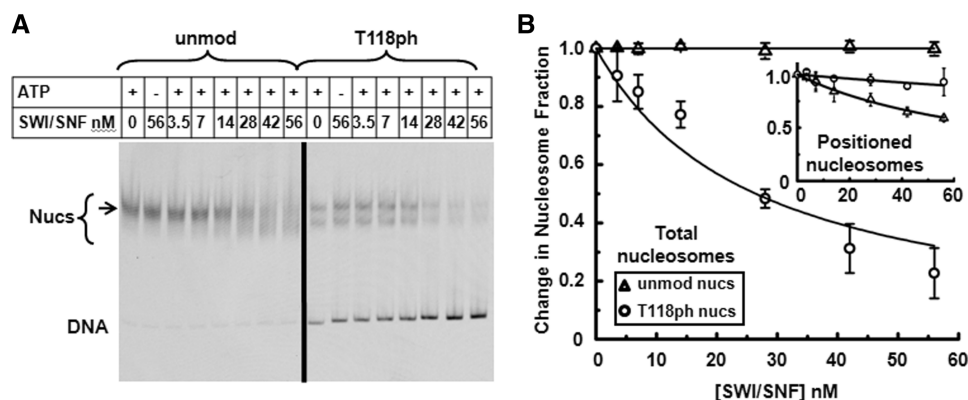 A
unmod T118ph
ATP + - + + + + + + + - + + + + + +
SWI/SNF nM 0 56 3.5 7 14 28 42 56 0 56 3.5 7 14 28 42 56
Nucs
DNA
B
Change in Nucleosome Fraction
1.0
0.8
0.6
0.4
0.2
0
0 10 20 30 40 50 60
[SWI/SNF] nM
Total
nucleosomes
unmod nucs
T118ph nucs
1.0
0.5
0
Positioned
nucleosomes
0 20 40 60